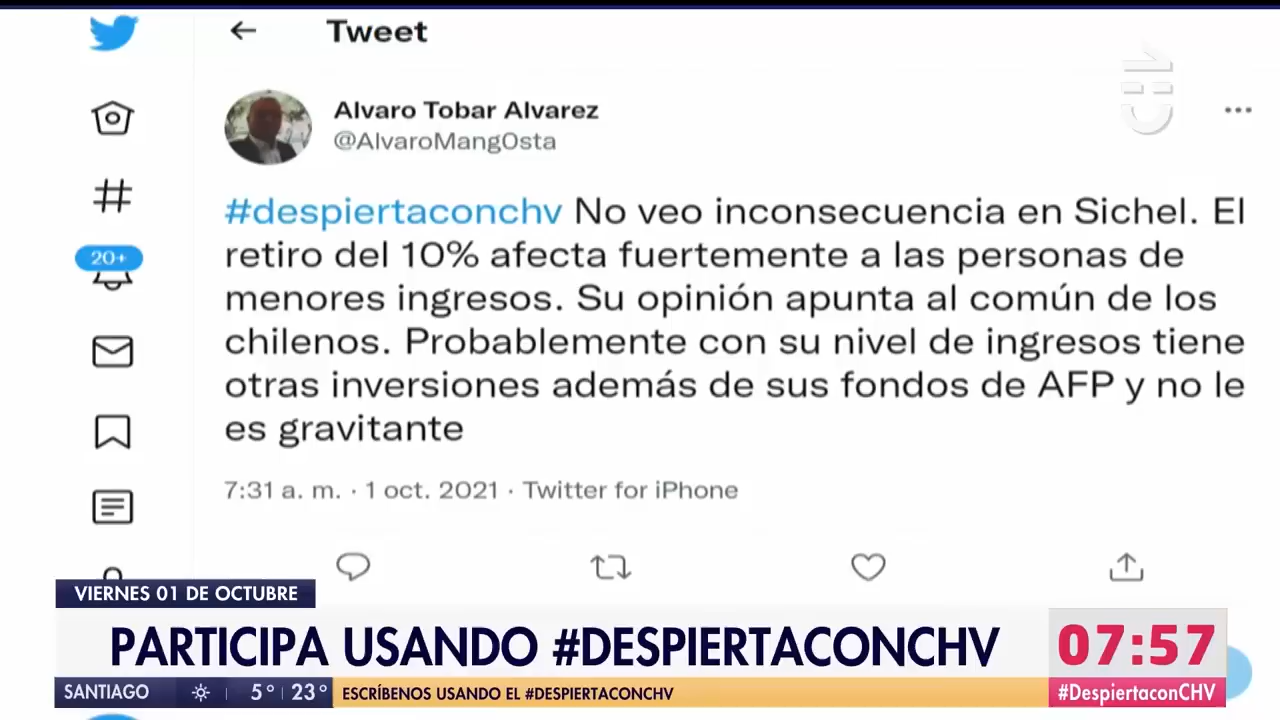 Tweet
Alvaro Tobar Alvarez
@AlvaroMang0sta
#despiertaconchv No veo inconsecuencia en Sichel. El
retiro del 10% afecta fuertemente a las personas de
menores ingresos. Su opinión apunta al común de los
chilenos. Probablemente con su nivel de ingresos tiene
otras inversiones además de sus fondos de AFP y no le
es gravitante
7:31 a. m. · 1 oct. 2021 · Twitter for iPhone
20+
VIERNES 01 DE OCTUBRE
PARTICIPA USANDO #DESPIERTACONCHV
07:57
SANTIAGO 5° | 23° ESCRÍBENOS USANDO EL #DESPIERTACONCHV
#DespiertaconCHV